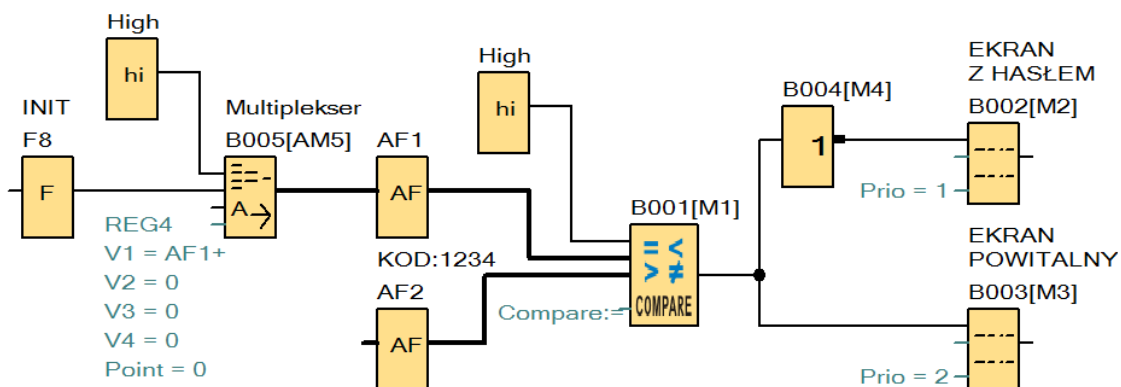 High
hi
INIT
F8
F
Multiplekser
B005[AM5]
A
REG4
V1 = AF1+
V2 = 0
V3 = 0
V4 = 0
Point = 0
AF1
AF
KOD:1234
AF2
AF
High
hi
B001[M1]
= <
> ≠
COMPARE
Compare:=
B004[M4]
1
EKRAN
Z HASŁEM
B002[M2]
Prio = 1
EKRAN
POWITALNY
B003[M3]
Prio = 2